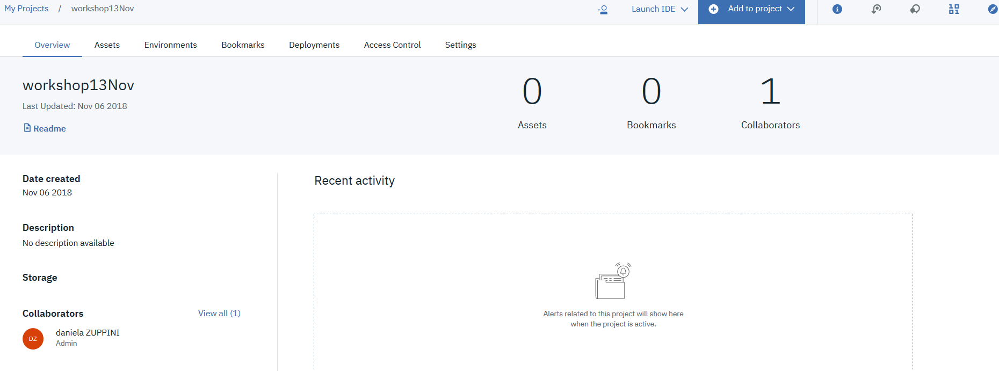 My Projects / workshop13Nov
Launch IDE
Add to project
Overview Assets Environments Bookmarks Deployments Access Control Settings
workshop13Nov
Last Updated: Nov 06 2018
Readme
0
Assets
0
Bookmarks
1
Collaborators
Date created
Nov 06 2018
Description
No description available
Storage
Collaborators View all (1)
DZ
daniela ZUPPINI
Admin
Recent activity
Alerts related to this project will show here
when the project is active.